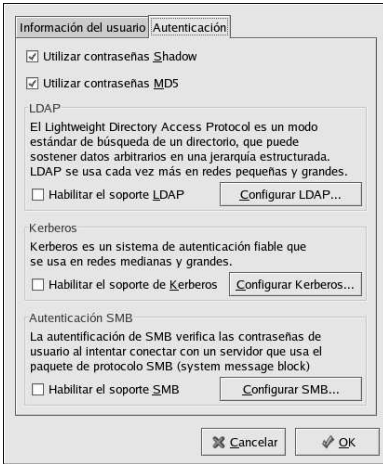 Información del usuario Autenticación
Utilizar contraseñas Shadow
Utilizar contraseñas MD5
LDAP
El Lightweight Directory Access Protocol es un modo
estándar de búsqueda de un directorio, que puede
sostener datos arbitrarios en una jerarquía estructurada.
LDAP se usa cada vez más en redes pequeñas y grandes.
Habilitar el soporte LDAP Configurar LDAP...
Kerberos
Kerberos es un sistema de autenticación fiable que
se usa en redes medianas y grandes.
Habilitar el soporte de Kerberos Configurar Kerberos...
Autenticación SMB
La autentificación de SMB verifica las contraseñas de
usuario al intentar conectar con un servidor que usa el
paquete de protocolo SMB (system message block)
Habilitar el soporte SMB Configurar SMB...
Cancelar OK